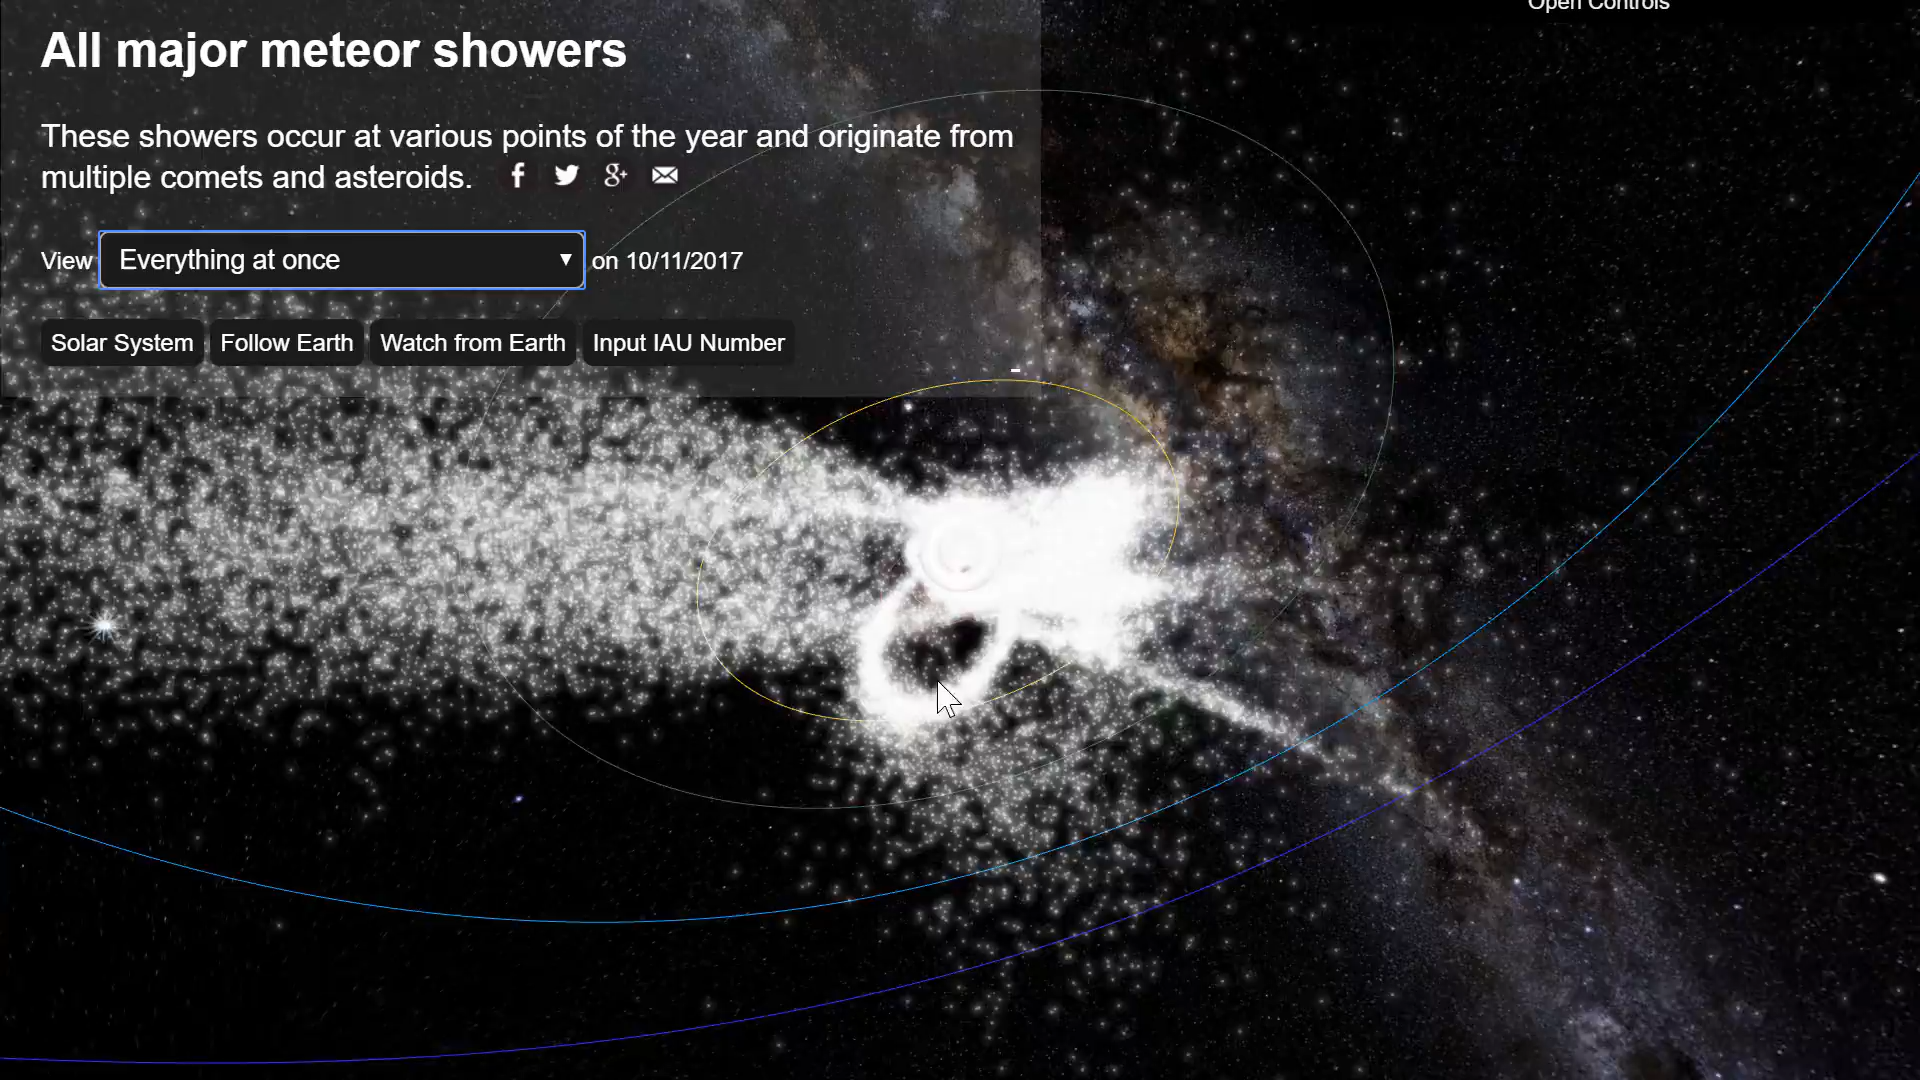 Open Controls
All major meteor showers
These showers occur at various points of the year and originate from
multiple comets and asteroids.
View Everything at once on 10/11/2017
Solar System Follow Earth Watch from Earth Input IAU Number